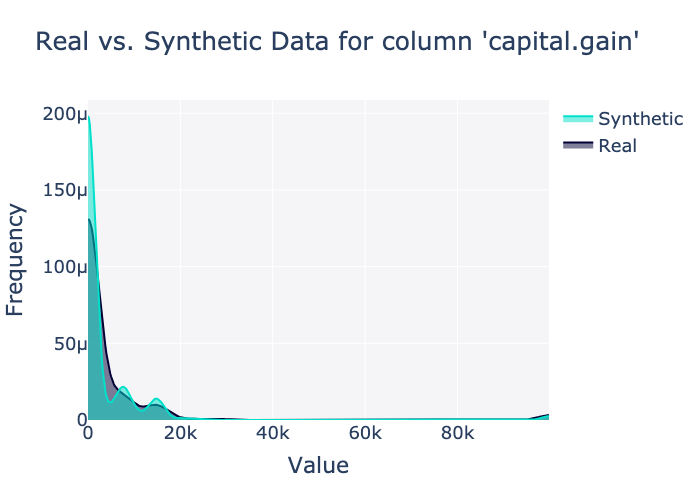 Real vs. Synthetic Data for column 'capital.gain'
Synthetic
Real
200μ
150μ
100μ
50μ
0
Frequency
0 20k 40k 60k 80k
Value